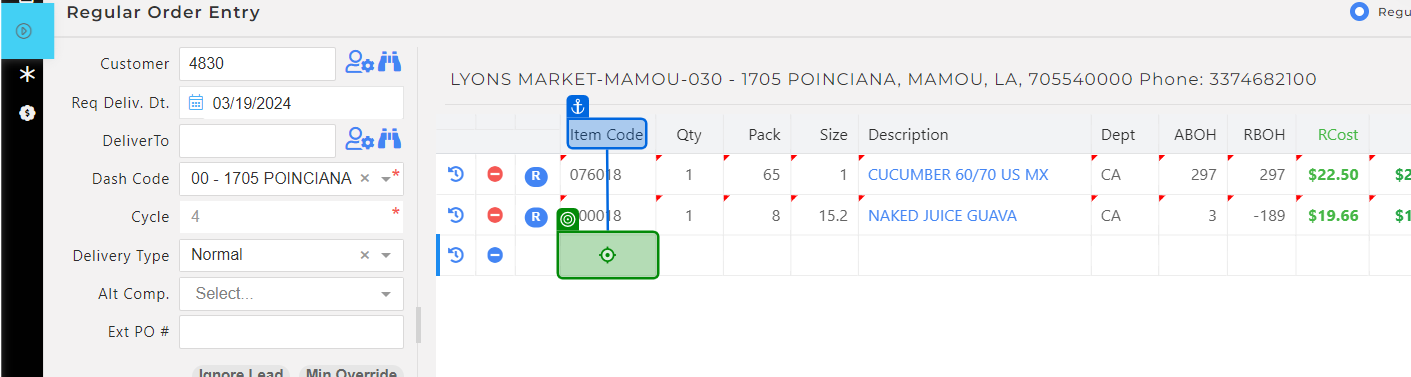 Regular Order Entry
Regu
Customer 4830
Req Deliv. Dt. 03/19/2024
DeliverTo
Dash Code 00 - 1705 POINCIANA × *
Cycle 4 *
Delivery Type Normal ×
Alt Comp. Select...
Ext PO #
Ignore Lead Min Override
LYONS MARKET-MAMOU-030 - 1705 POINCIANA, MAMOU, LA, 705540000 Phone: 3374682100
Item Code Qty Pack Size Description Dept ABOH RBOH RCost
R 076018 1 65 1 CUCUMBER 60/70 US MX CA 297 297 $22.50 $2
R 00018 1 8 15.2 NAKED JUICE GUAVA CA 3 -189 $19.66 $1